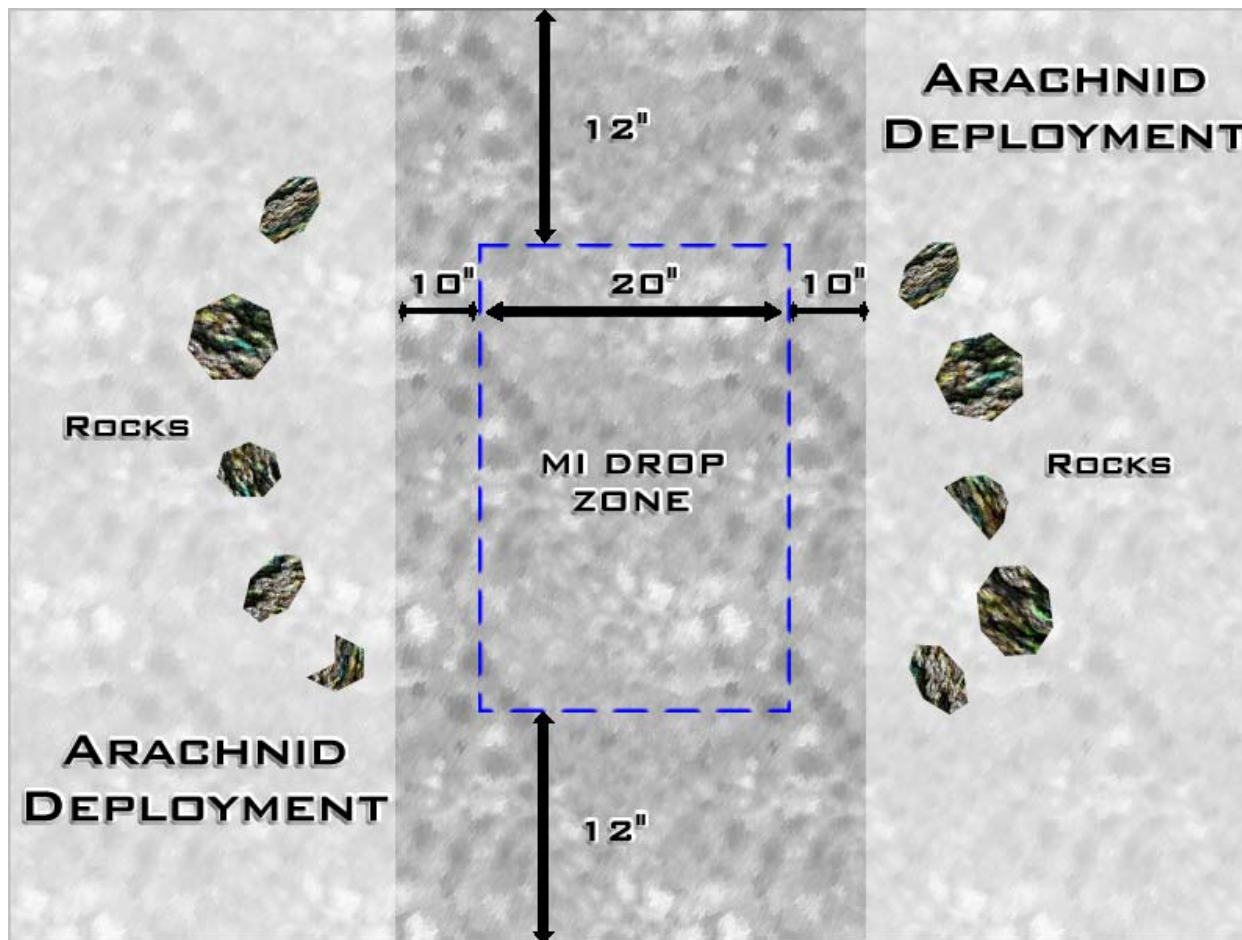 ARACHNID
DEPLOYMENT
12"
10"
20"
10"
ROCKS
MI DROP
ZONE
ROCKS
ARACHNID
DEPLOYMENT
12"